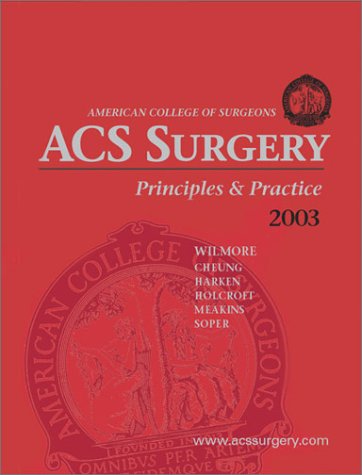 AMERICAN COLLEGE OF SURGEONS
ACS SURGERY
Principles & Practice
2003
WILMORE
CHEUNG
HARKEN
HOLCROFT
MEAKINS
SOPER
AMERICAN COLLEGE OF SURGEONS
FOUNDED
OMNIBUS PER ARTEM
www.acssurgery.com